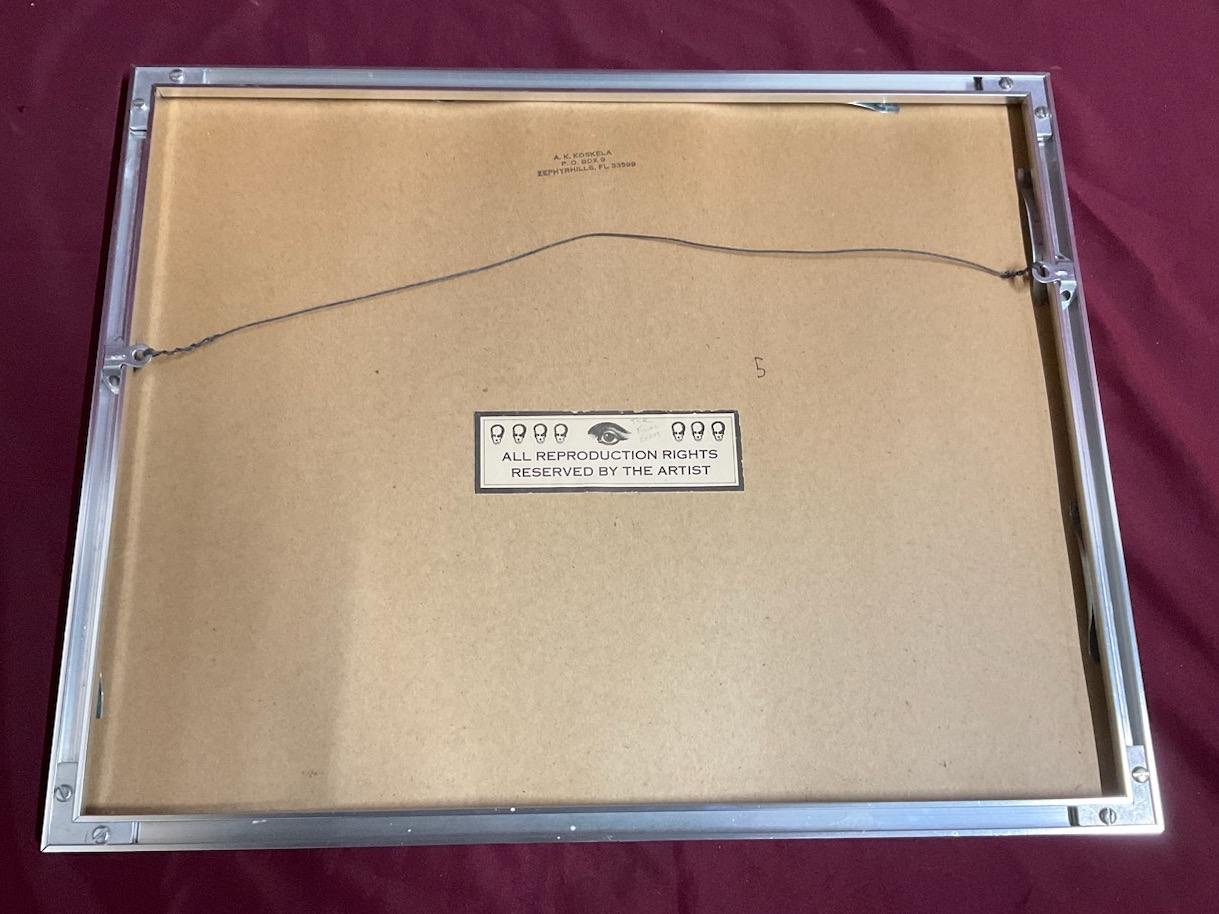 A. K. KOSKELA
P. O. BOX 9
ZEPHYRHILLS, FL 33599
5
ALL REPRODUCTION RIGHTS
RESERVED BY THE ARTIST